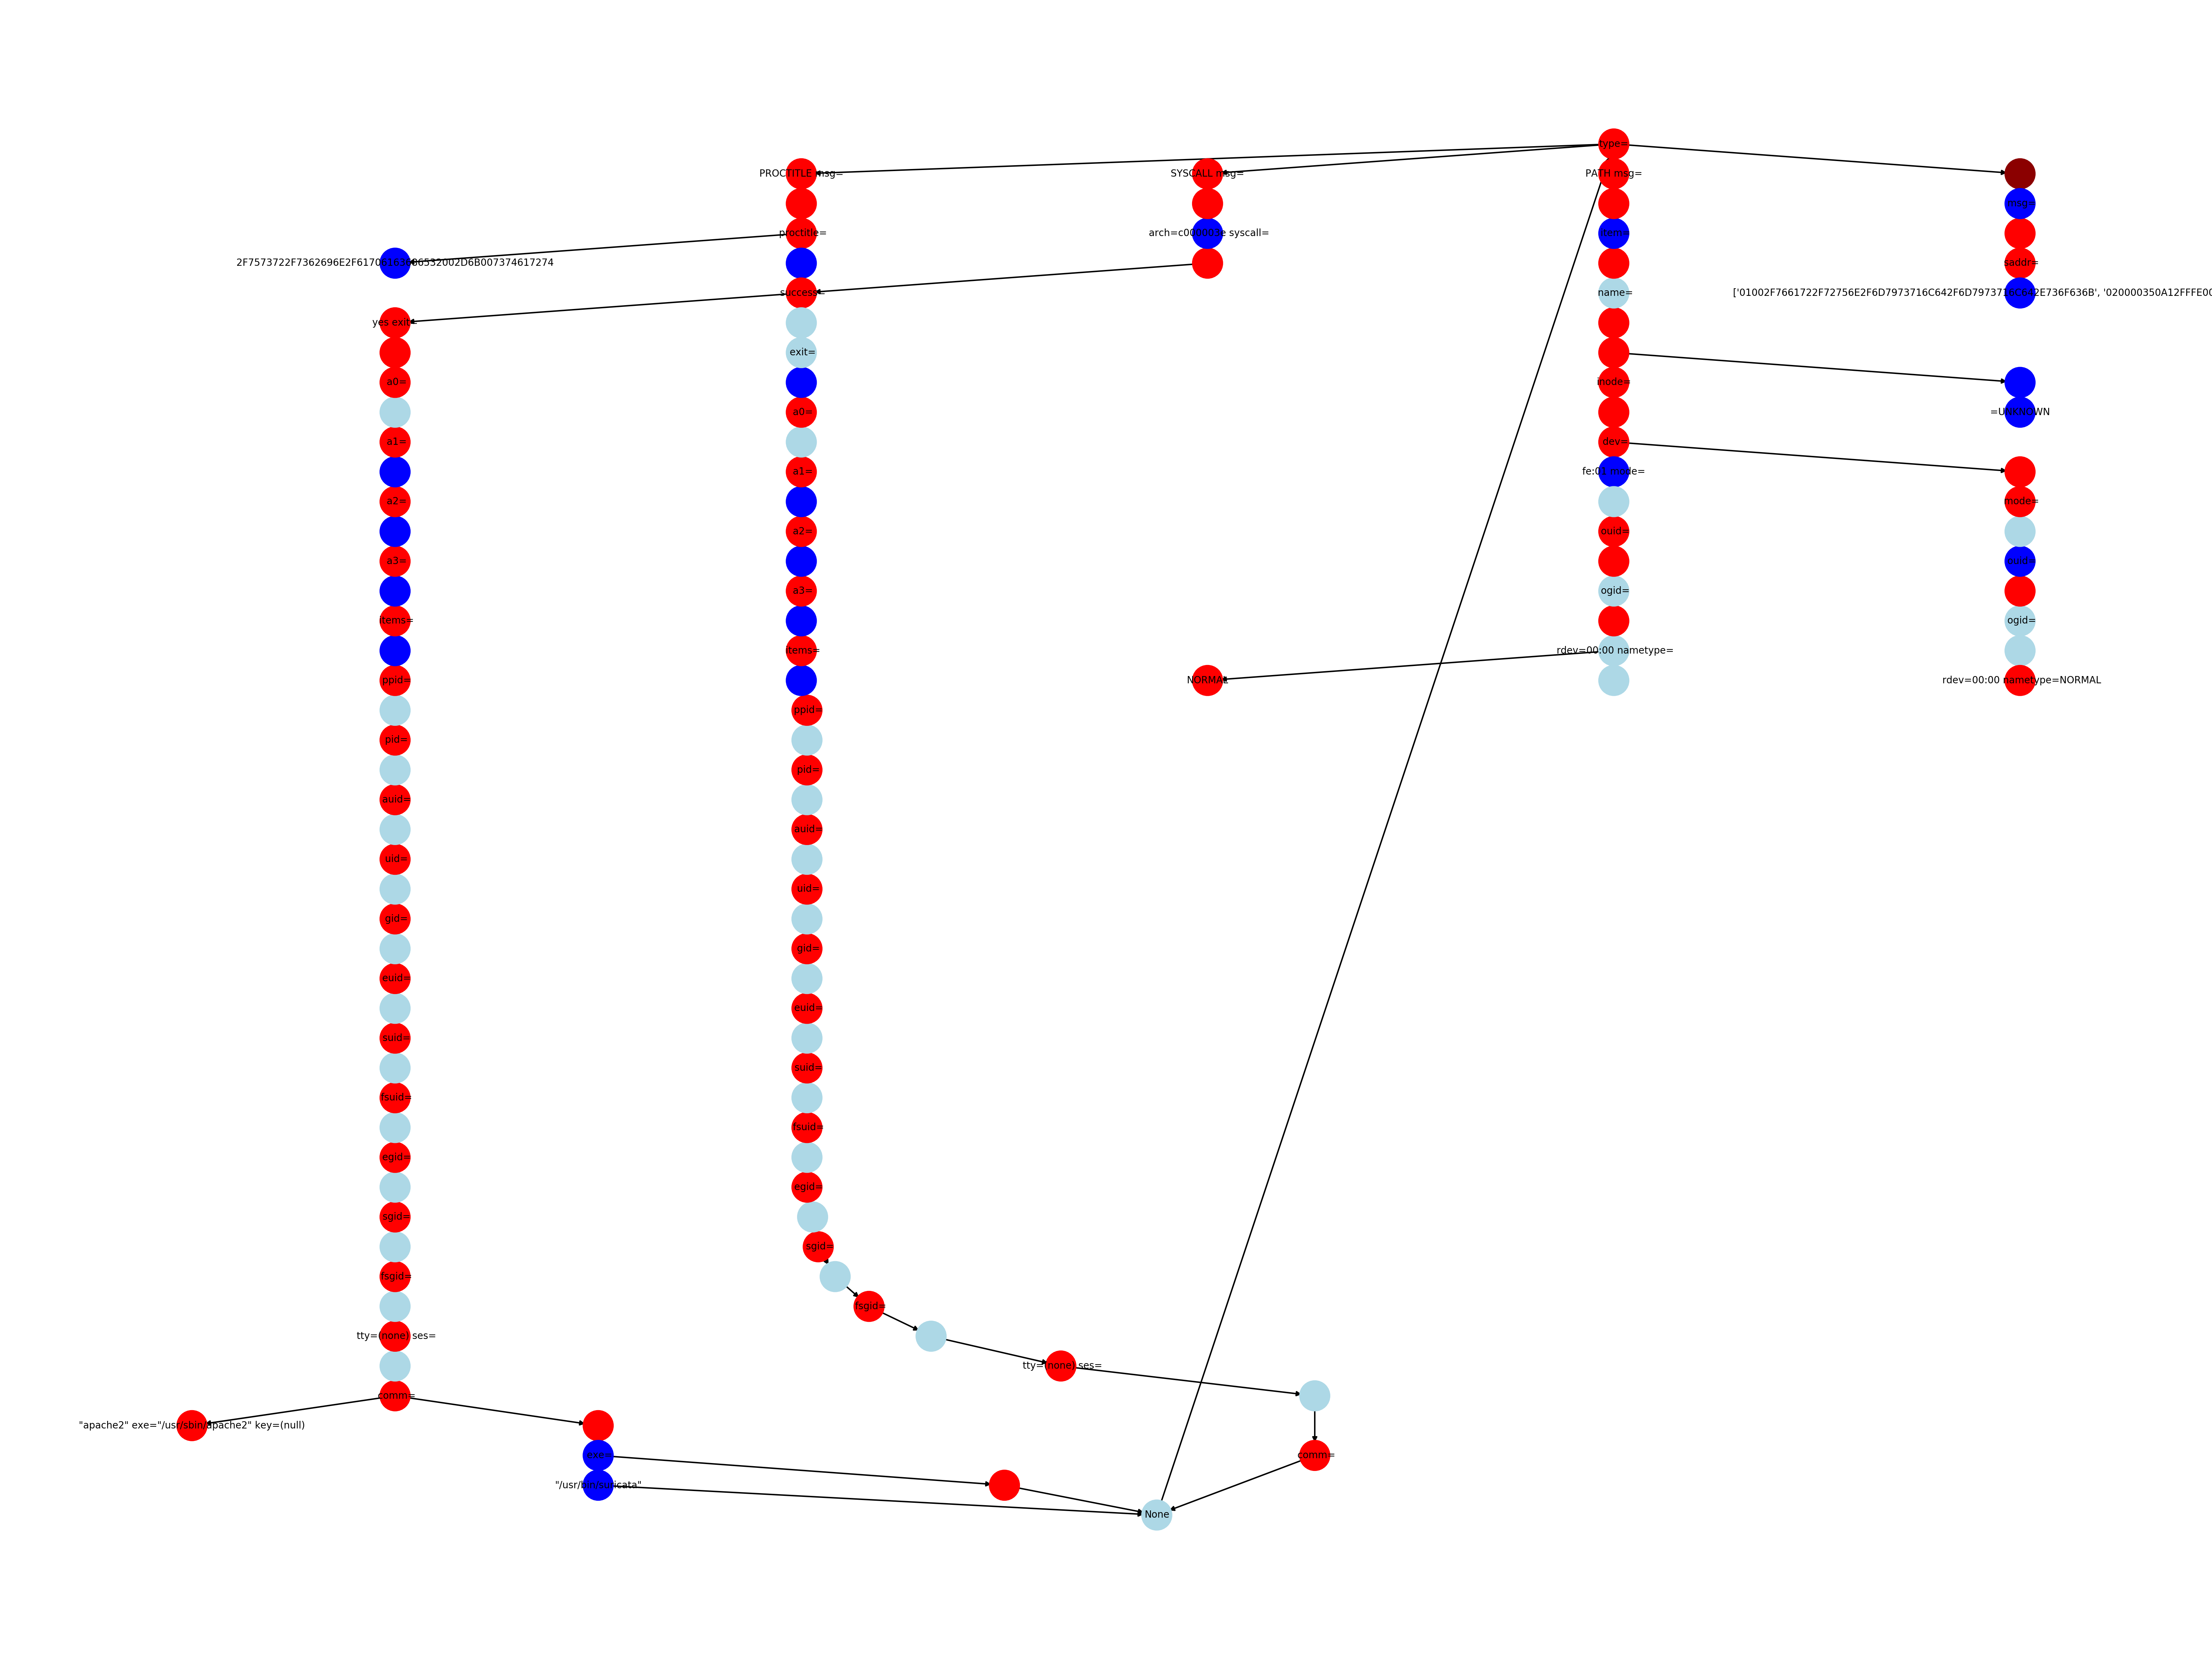 type=
PROCTITLE msg=
SYSCALL msg=
PATH msg=
msg=
proctitle=
arch=c000003e syscall=
item=
2F7573722F7362696E2F61706163686532002D6B007374617274
saddr=
success=
name=
['01002F7661722F72756E2F6D7973716C642F6D7973716C642E736F636B', '020000350A12FFFE00
yes exit=
exit=
a0=
inode=
a0=
=UNKNOWN
a1=
dev=
a1=
fe:01 mode=
a2=
mode=
a2=
ouid=
a3=
ouid=
a3=
ogid=
items=
ogid=
items=
rdev=00:00 nametype=
ppid=
NORMAL
rdev=00:00 nametype=NORMAL
ppid=
pid=
pid=
auid=
auid=
uid=
uid=
gid=
gid=
euid=
euid=
suid=
suid=
fsuid=
fsuid=
egid=
egid=
sgid=
sgid=
fsgid=
fsgid=
tty=(none) ses=
tty=(none) ses=
comm=
"apache2" exe="/usr/sbin/apache2" key=(null)
exe=
comm=
"/usr/bin/suricata"
None